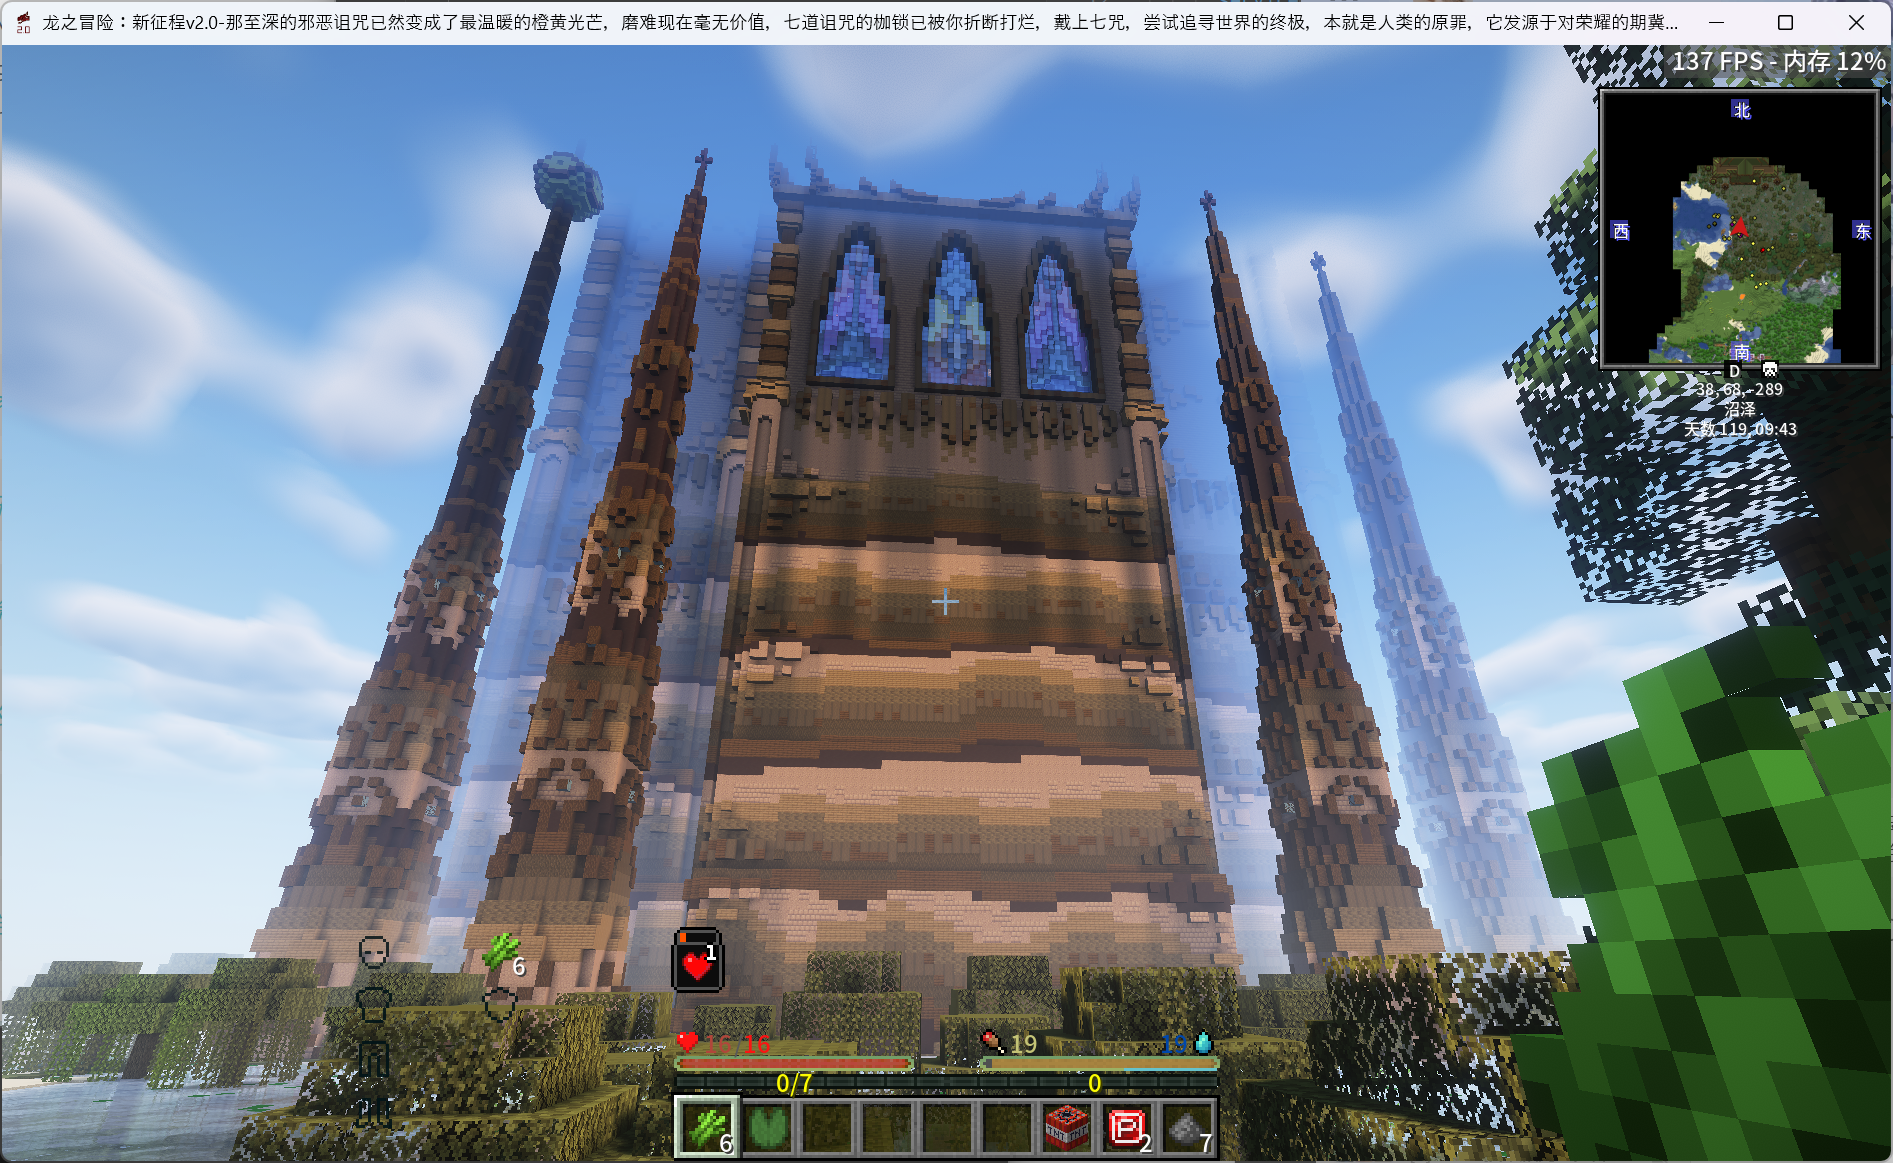 龙之冒险：新征程v2.0-那至深的邪恶诅咒已然变成了最温暖的橙黄光芒，磨难现在毫无价值，七道诅咒的枷锁已被你折断打烂，戴上七咒，尝试追寻世界的终极，本就是人类的原罪，它发源于对荣耀的期冀...
137 FPS - 内存 12%
北
西
东
南
D
-38, 68, -289
沼泽
天数 119, 09:43
6
1
16/16
19
19
0/7
0
6
TNT
P
2
7